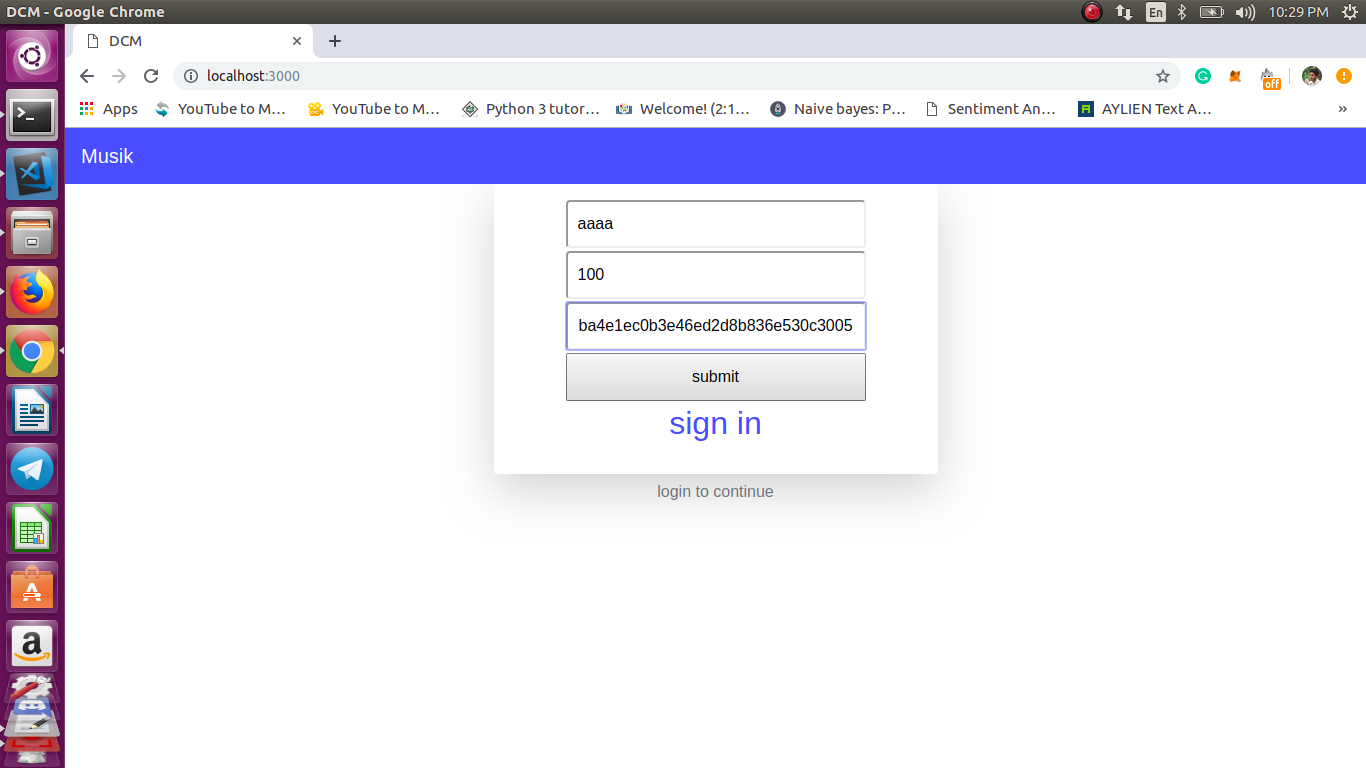 DCM - Google Chrome
En
10:29 PM
DCM
localhost:3000
off
Apps
YouTube to M...
YouTube to M...
Python 3 tutor...
Welcome! (2:1...
Naive bayes: P...
Sentiment An...
AYLIEN Text A...
»
Musik
aaaa
100
ba4e1ec0b3e46ed2d8b836e530c3005
submit
sign in
login to continue